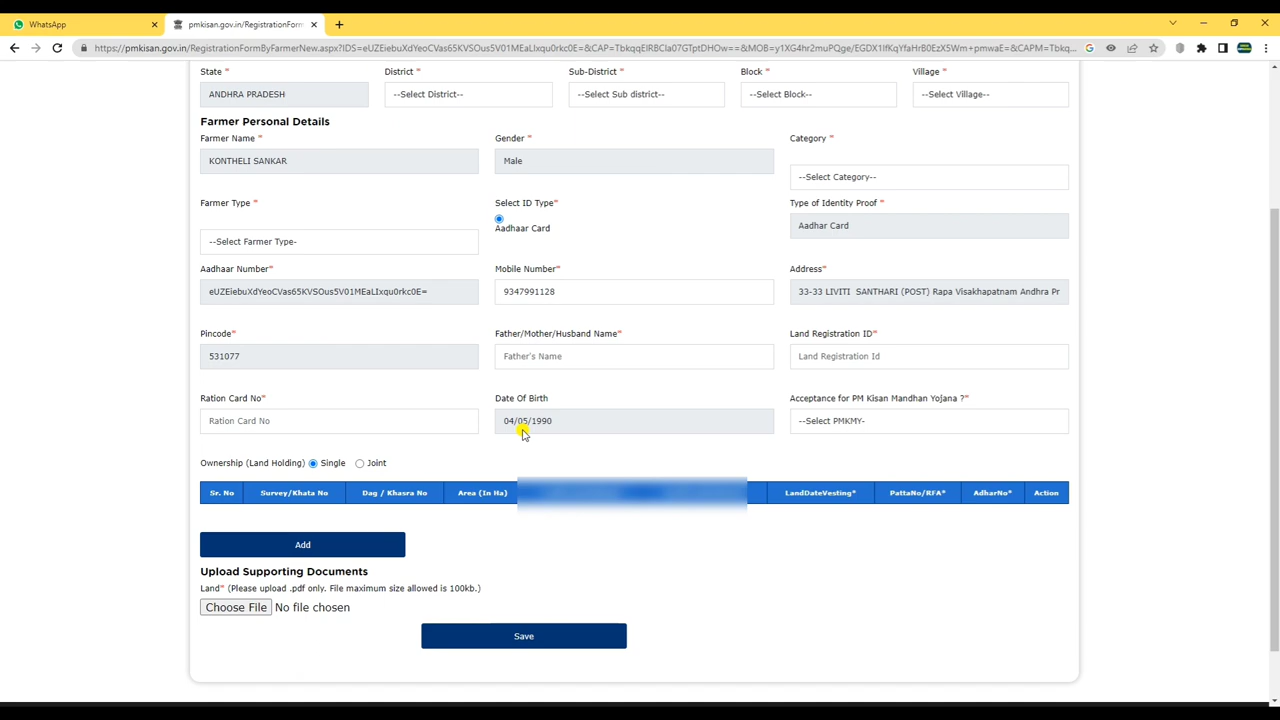 WhatsApp
pmkisan.gov.in/RegistrationForm
https://pmkisan.gov.in/RegistrationFormByFarmerNew.aspx?IDS=eUZEiebuXdYeoCVas65KVSOus5V01MEaLIxqu0rkc0E=&CAP=TbkqqElRBCIa07GTptDHOw==&MOB=y1XG4hr2muPQge/EGDX1IfKqYfaHrB0EzX5Wm+pmwaE=&CAPM=Tbkq...
State * District * Sub-District * Block * Village *
ANDHRA PRADESH --Select District-- --Select Sub district-- --Select Block-- --Select Village--
Farmer Personal Details
Farmer Name * Gender * Category *
KONTHELI SANKAR Male --Select Category--
Farmer Type * Select ID Type* Type of Identity Proof *
--Select Farmer Type- Aadhaar Card Aadhar Card
Aadhaar Number* Mobile Number* Address*
eUZEiebuXdYeoCVas65KVSOus5V01MEaLIxqu0rkc0E= 9347991128 33-33 LIVITI SANTHARI (POST) Rapa Visakhapatnam Andhra Pr
Pincode* Father/Mother/Husband Name* Land Registration ID*
531077 Father's Name Land Registration Id
Ration Card No* Date Of Birth Acceptance for PM Kisan Mandhan Yojana ?*
Ration Card No 04/05/1990 --Select PMKMY-
Ownership (Land Holding) Single Joint
Sr. No Survey/Khata No Dag / Khasra No Area (In Ha) LandDateVesting* PattaNo/RFA* AdharNo* Action
Add
Upload Supporting Documents
Land* (Please upload .pdf only. File maximum size allowed is 100kb.)
Choose File No file chosen
Save